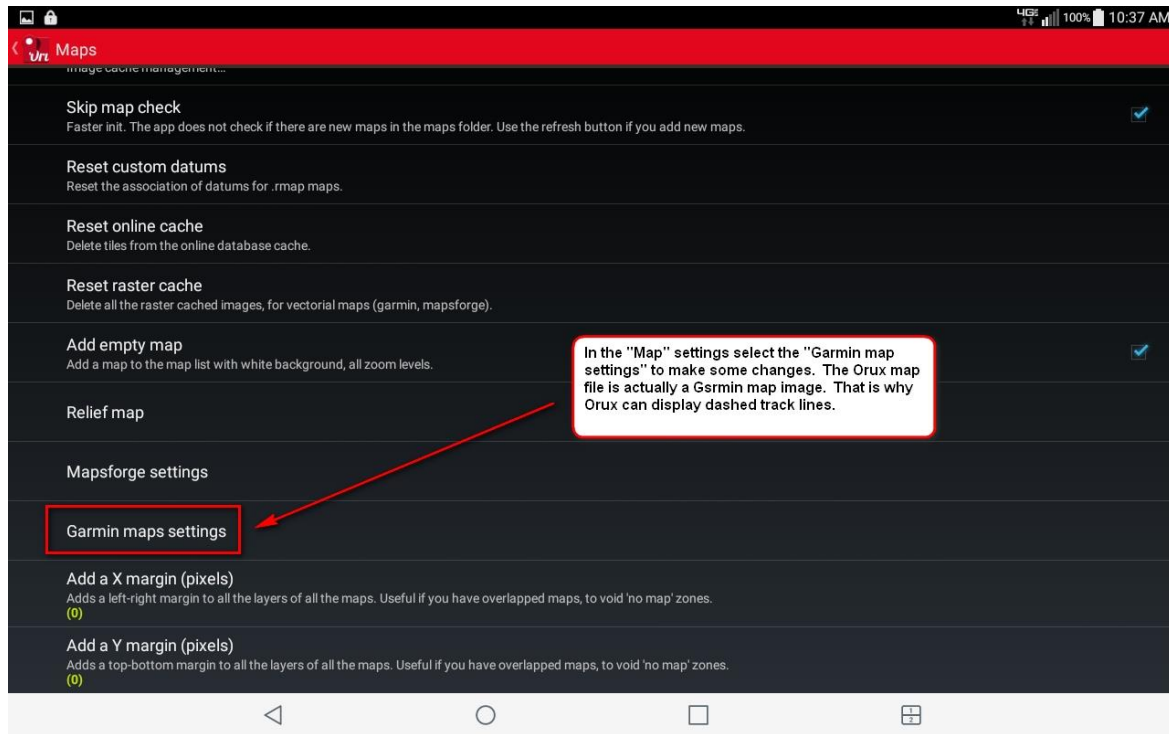 4G 100% 10:37 AM
Maps
Image cache management...
Skip map check
Faster init. The app does not check if there are new maps in the maps folder. Use the refresh button if you add new maps.
Reset custom datums
Reset the association of datums for .rmap maps.
Reset online cache
Delete tiles from the online database cache.
Reset raster cache
Delete all the raster cached images, for vectorial maps (garmin, mapsforge).
Add empty map
Add a map to the map list with white background, all zoom levels.
In the "Map" settings select the "Garmin map
settings" to make some changes. The Orux map
file is actually a Gsrmin map image. That is why
Orux can display dashed track lines.
Relief map
Mapsforge settings
Garmin maps settings
Add a X margin (pixels)
Adds a left-right margin to all the layers of all the maps. Useful if you have overlapped maps, to void 'no map' zones.
(0)
Add a Y margin (pixels)
Adds a top-bottom margin to all the layers of all the maps. Useful if you have overlapped maps, to void 'no map' zones.
(0)